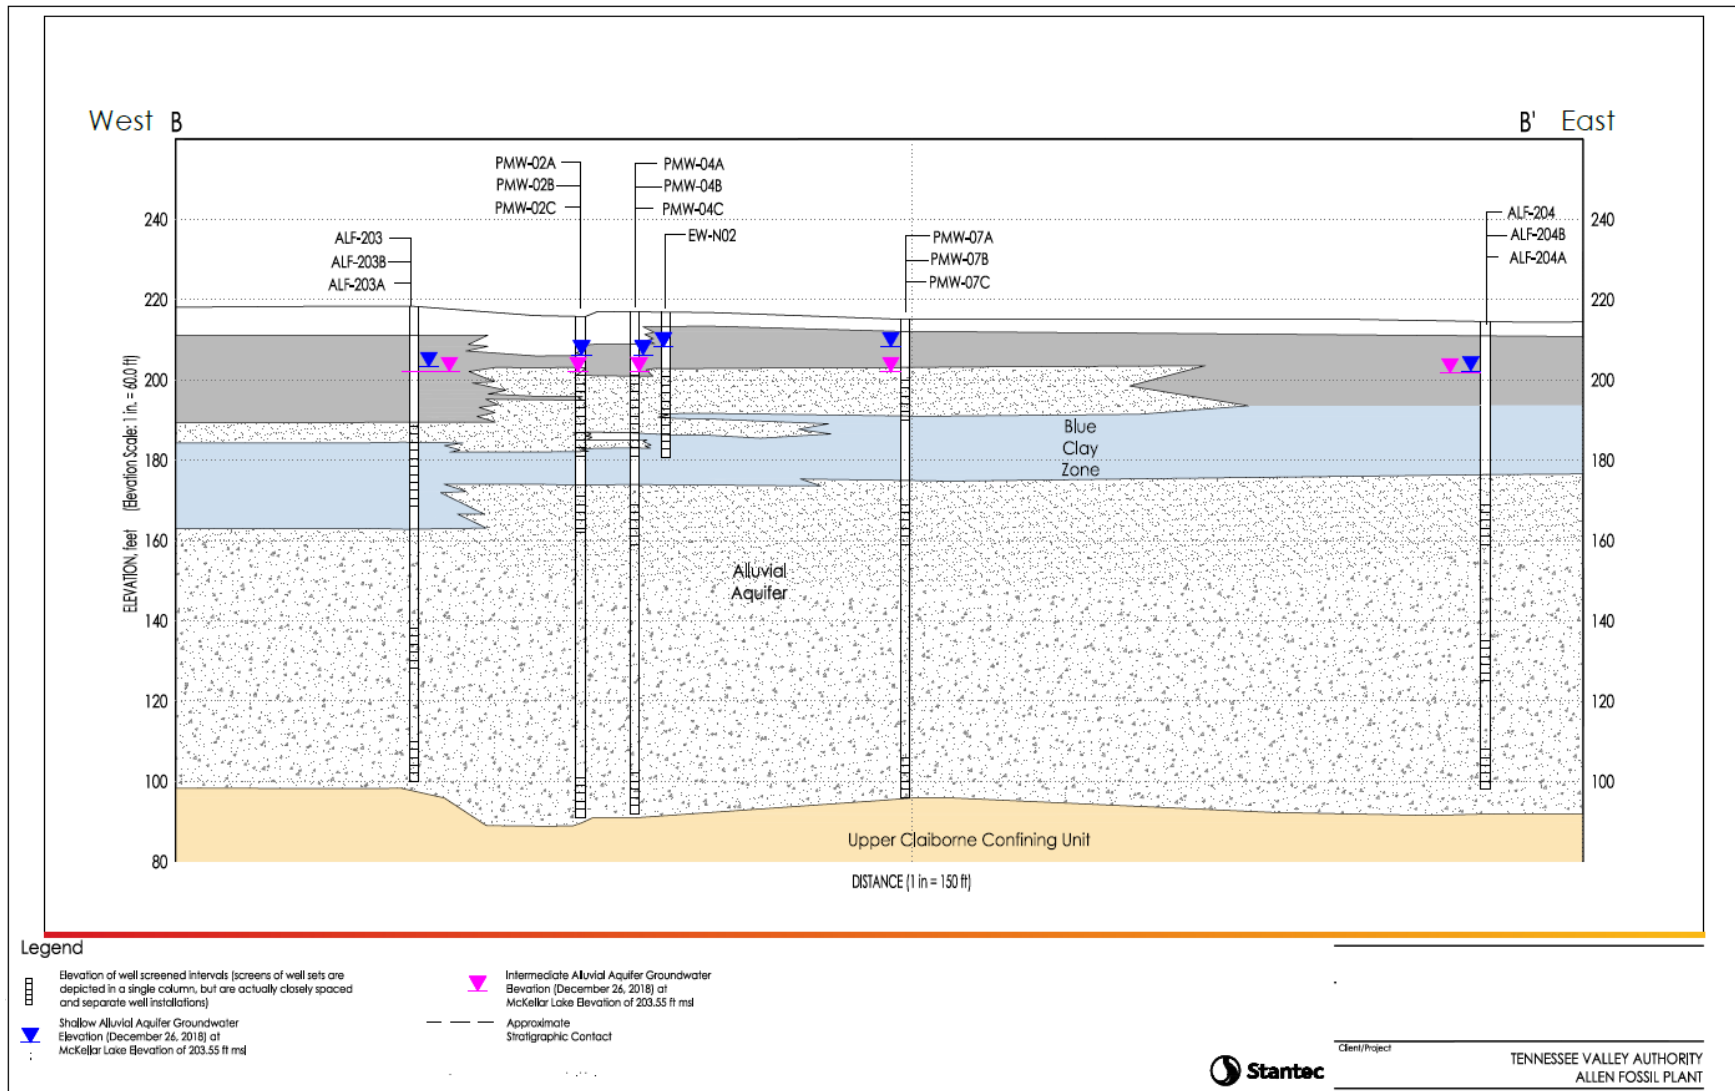 West B
B' East
PMW-02A
PMW-02B
PMW-02C
PMW-04A
PMW-04B
PMW-04C
EW-N02
ALF-203
ALF-203B
ALF-203A
PMW-07A
PMW-07B
PMW-07C
ALF-204
ALF-204B
ALF-204A
240
220
200
180
160
140
120
100
80
240
220
200
180
160
140
120
100
ELEVATION, feet (Elevation Scale: 1 in. = 60.0 ft)
Blue
Clay
Zone
Alluvial
Aquifer
Upper Claiborne Confining Unit
DISTANCE (1 in = 150 ft)
Legend
Elevation of well screened intervals (screens of well sets are
depicted in a single column, but are actually closely spaced
and separate well installations)
Shallow Alluvial Aquifer Groundwater
Elevation (December 26, 2018) at
McKellar Lake Elevation of 203.55 ft msl
Intermediate Alluvial Aquifer Groundwater
Elevation (December 26, 2018) at
McKellar Lake Elevation of 203.55 ft msl
Approximate
Stratigraphic Contact
Stantec
Client/Project
TENNESSEE VALLEY AUTHORITY
ALLEN FOSSIL PLANT